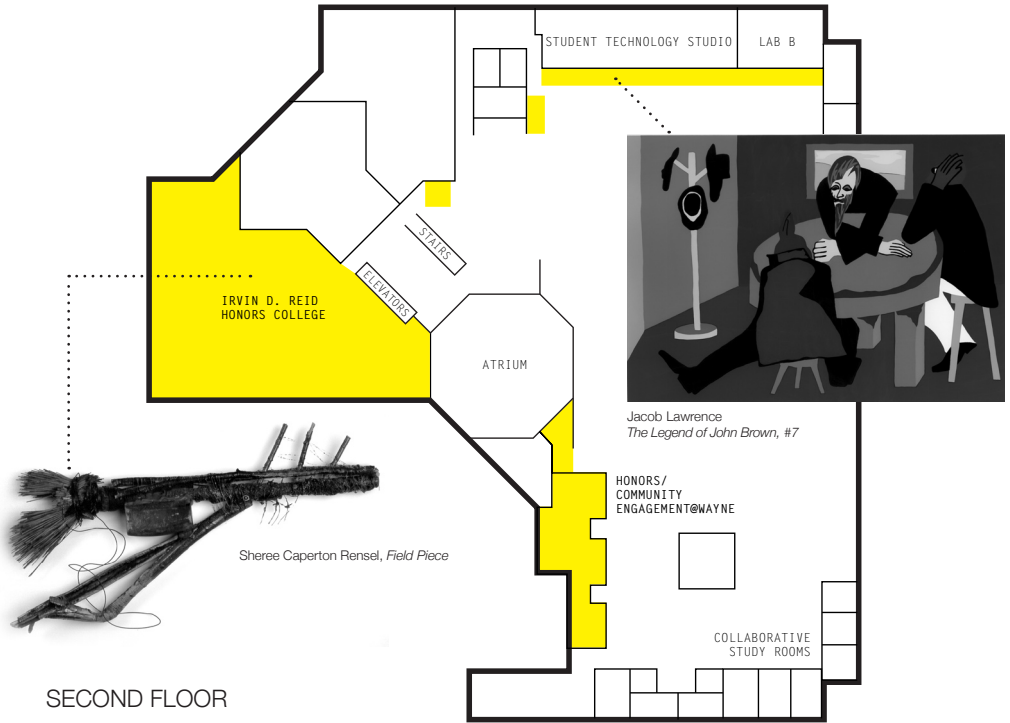 STUDENT TECHNOLOGY STUDIO
LAB B
STAIRS
ELEVATORS
IRVIN D. REID
HONORS COLLEGE
ATRIUM
Jacob Lawrence
The Legend of John Brown, #7
HONORS/
COMMUNITY
ENGAGEMENT@WAYNE
Sheree Caperton Rensel, Field Piece
COLLABORATIVE
STUDY ROOMS
SECOND FLOOR